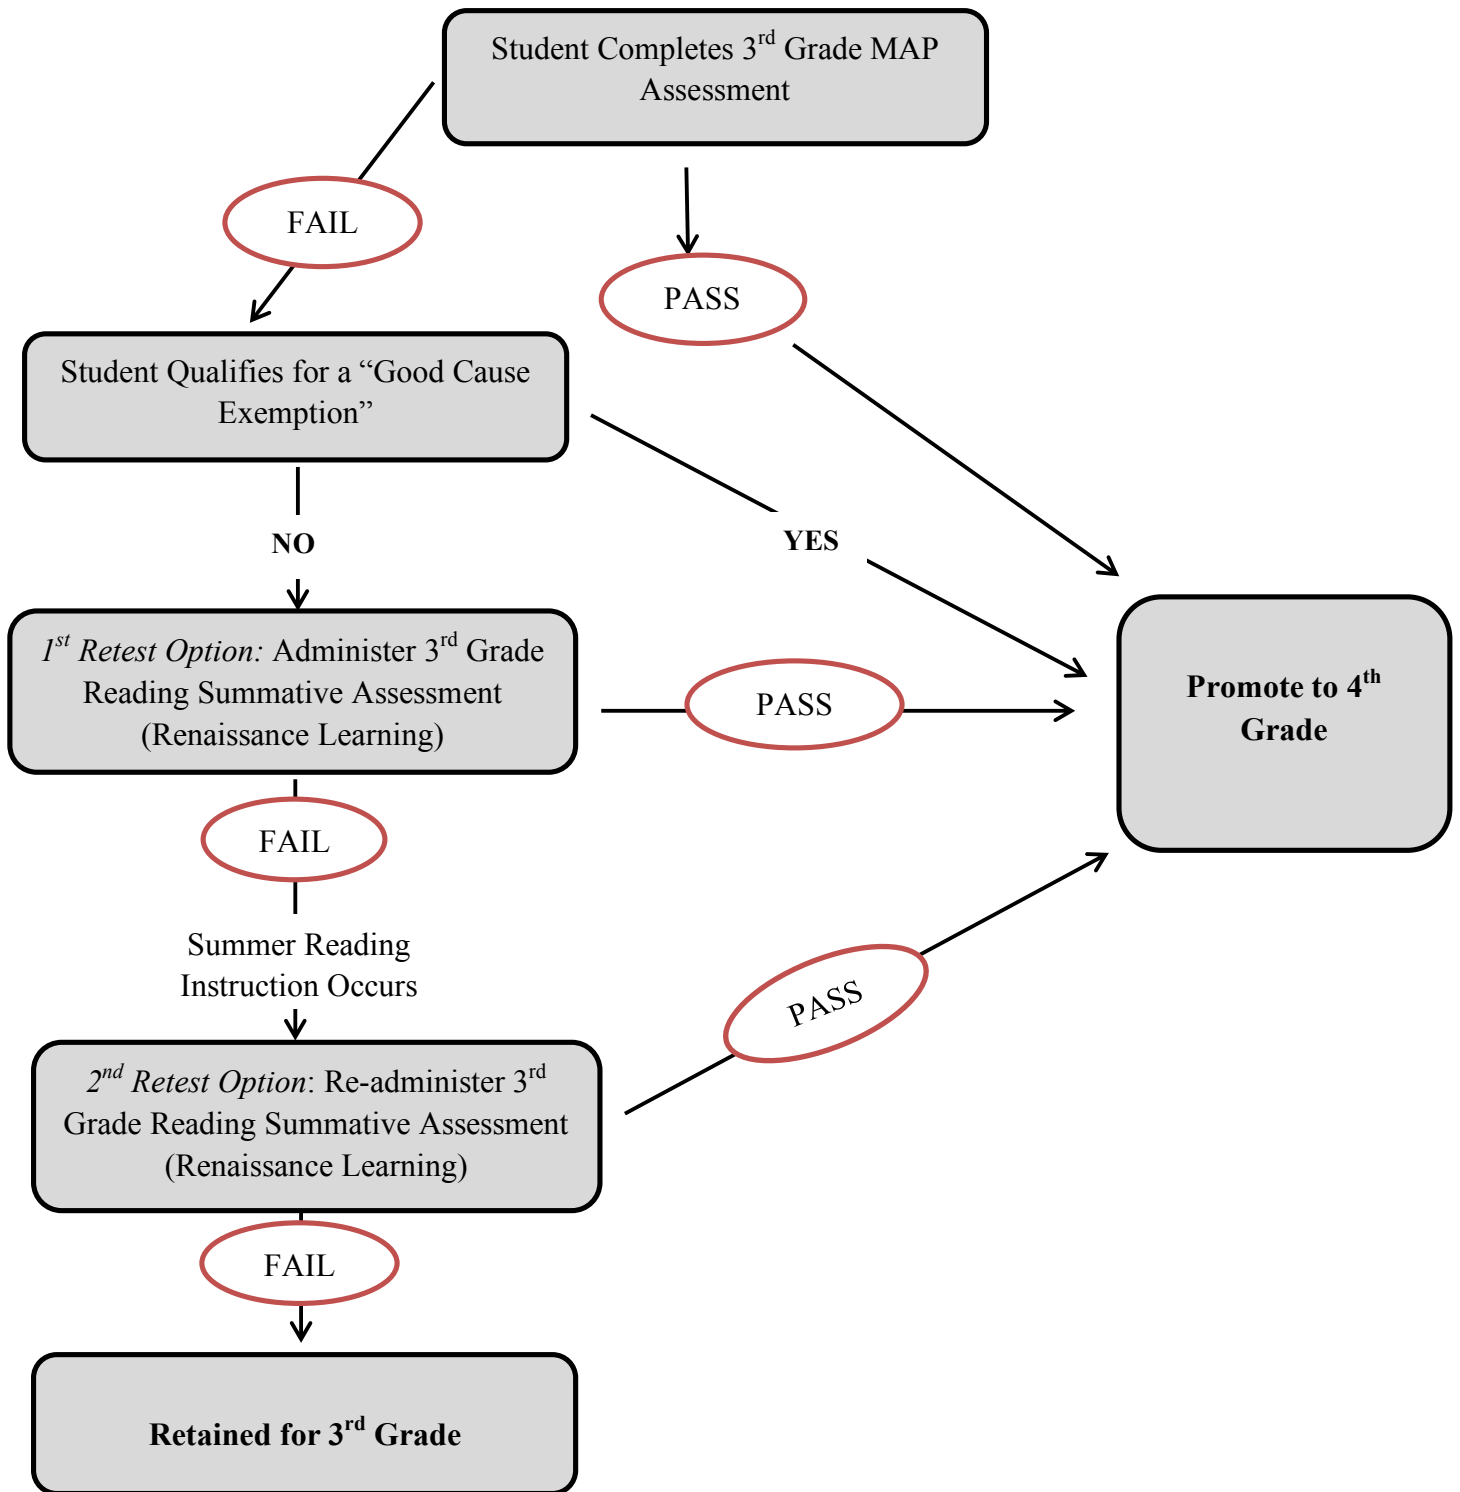 Student Completes 3rd Grade MAP
Assessment
FAIL
PASS
Student Qualifies for a “Good Cause
Exemption”
NO
YES
1st Retest Option: Administer 3rd Grade
Reading Summative Assessment
(Renaissance Learning)
PASS
Promote to 4th
Grade
FAIL
Summer Reading
Instruction Occurs
PASS
2nd Retest Option: Re-administer 3rd
Grade Reading Summative Assessment
(Renaissance Learning)
FAIL
Retained for 3rd Grade